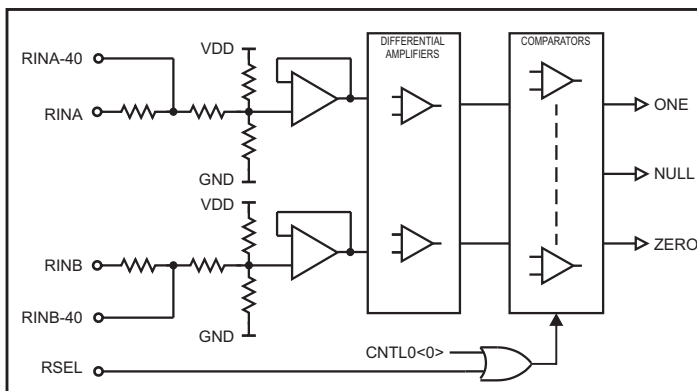 VDD
DIFFERENTIAL
AMPLIFIERS
COMPARATORS
RINA-40
RINA
ONE
GND
NULL
VDD
RINB
ZERO
RINB-40
GND
CNTL0<0>
RSEL